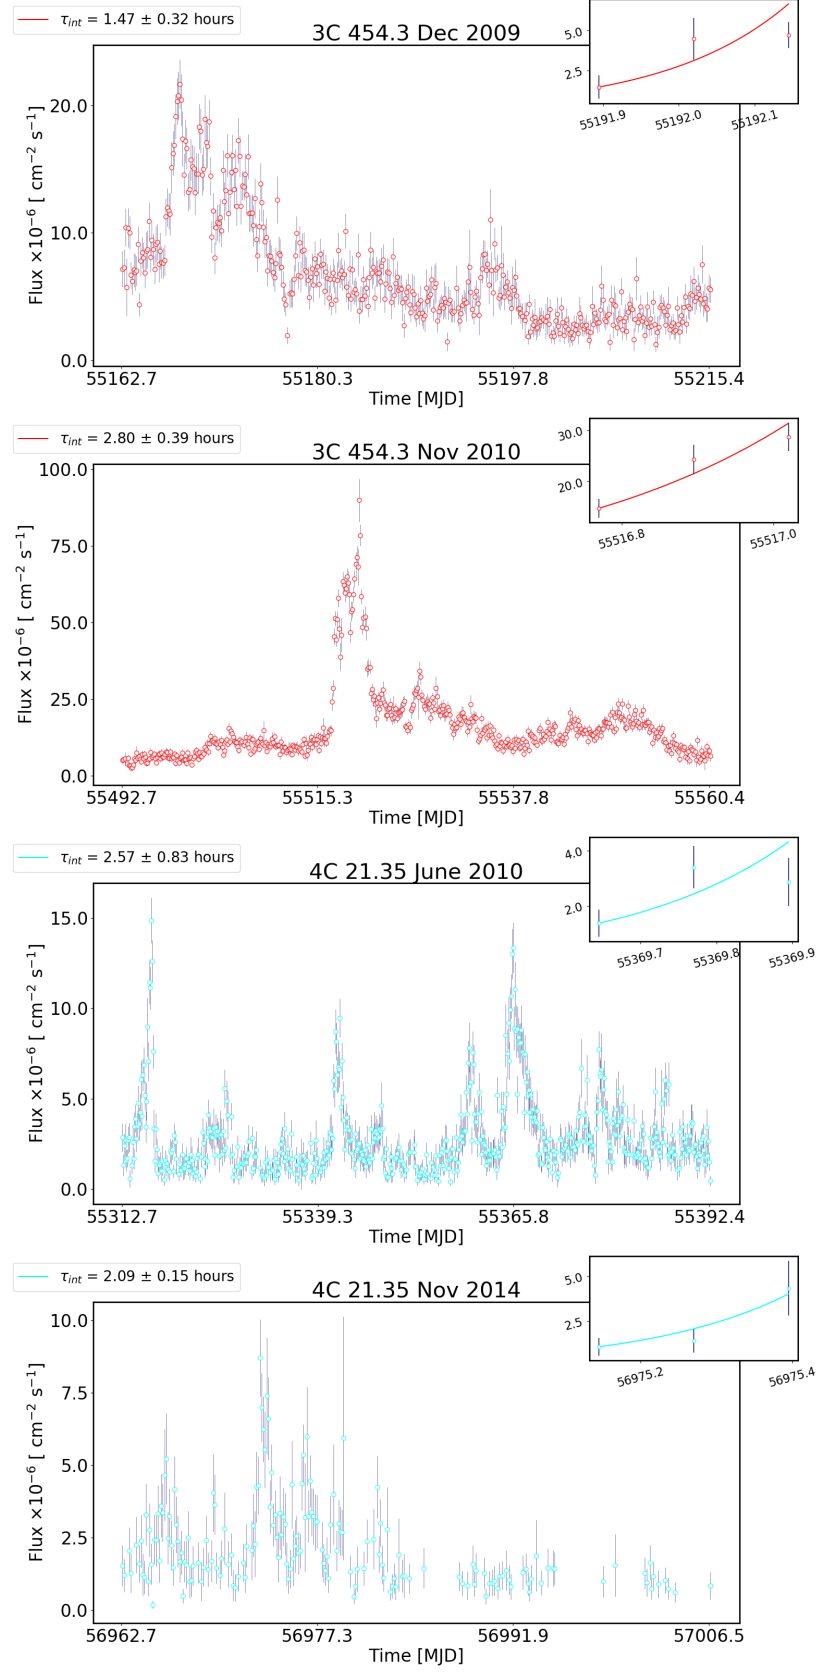 τint = 1.47 ± 0.32 hours
3C 454.3 Dec 2009
5.0
2.5
55191.9 55192.0 55192.1
20.0
10.0
0.0
Flux ×10⁻⁶ [ cm⁻² s⁻¹]
55162.7 55180.3 55197.8 55215.4
Time [MJD]
τint = 2.80 ± 0.39 hours
3C 454.3 Nov 2010
30.0
20.0
55516.8 55517.0
100.0
75.0
50.0
25.0
0.0
Flux ×10⁻⁶ [ cm⁻² s⁻¹]
55492.7 55515.3 55537.8 55560.4
Time [MJD]
τint = 2.57 ± 0.83 hours
4C 21.35 June 2010
4.0
2.0
55369.7 55369.8 55369.9
15.0
10.0
5.0
0.0
Flux ×10⁻⁶ [ cm⁻² s⁻¹]
55312.7 55339.3 55365.8 55392.4
Time [MJD]
τint = 2.09 ± 0.15 hours
4C 21.35 Nov 2014
5.0
2.5
56975.2 56975.4
10.0
7.5
5.0
2.5
0.0
Flux ×10⁻⁶ [ cm⁻² s⁻¹]
56962.7 56977.3 56991.9 57006.5
Time [MJD]